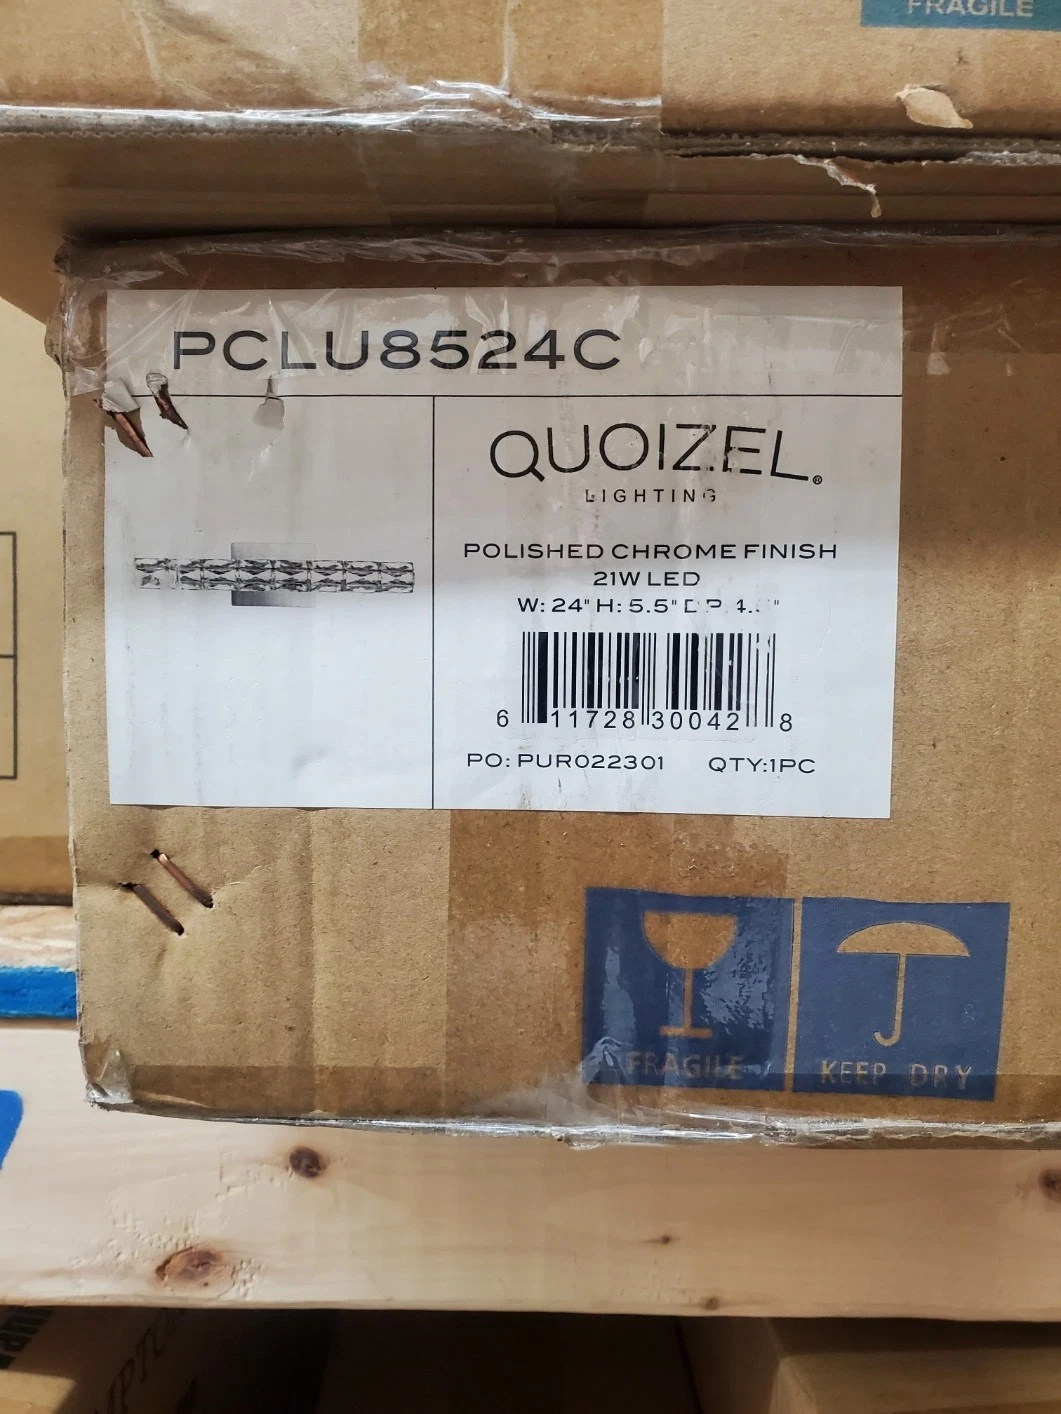 FRAGILE
PCLU8524C
QUOIZEL®
LIGHTING
POLISHED CHROME FINISH
21W LED
W: 24" H: 5.5"
6 11728 30042 8
PO: PUR022301 QTY:1PC
FRAGILE KEEP DRY